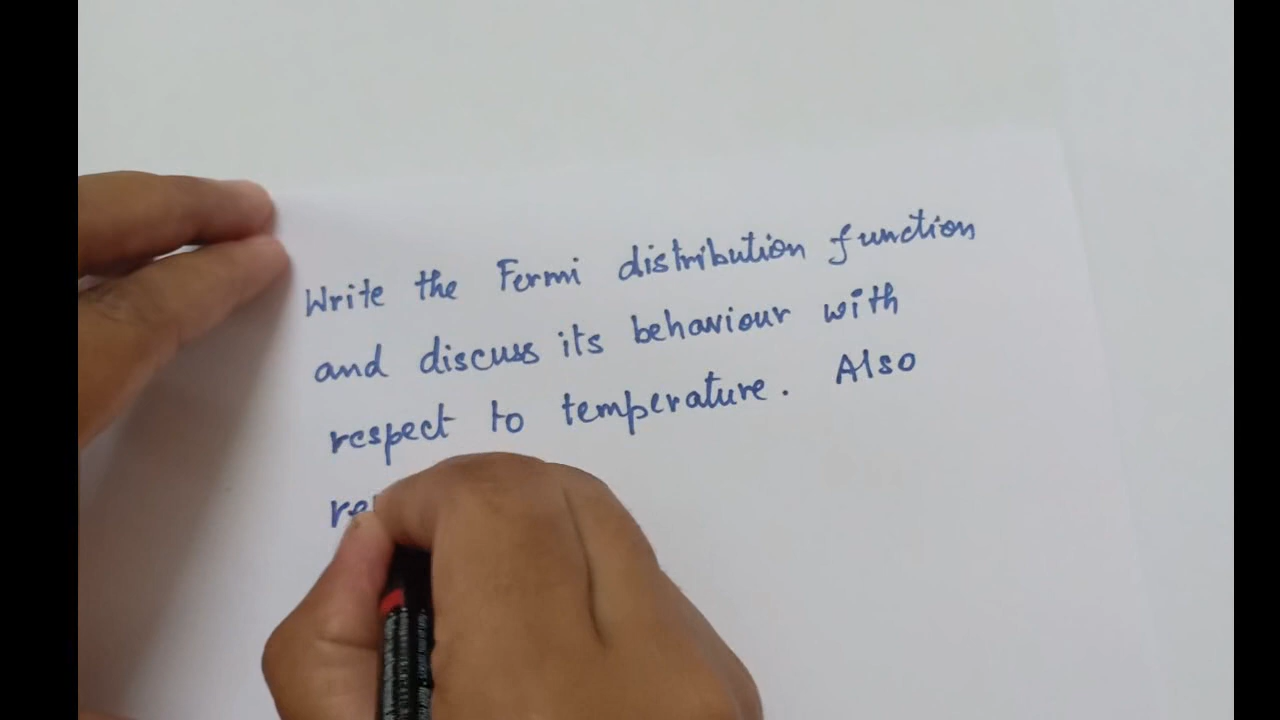 Write the Fermi distribution function
and discuss its behaviour with
respect to temperature. Also